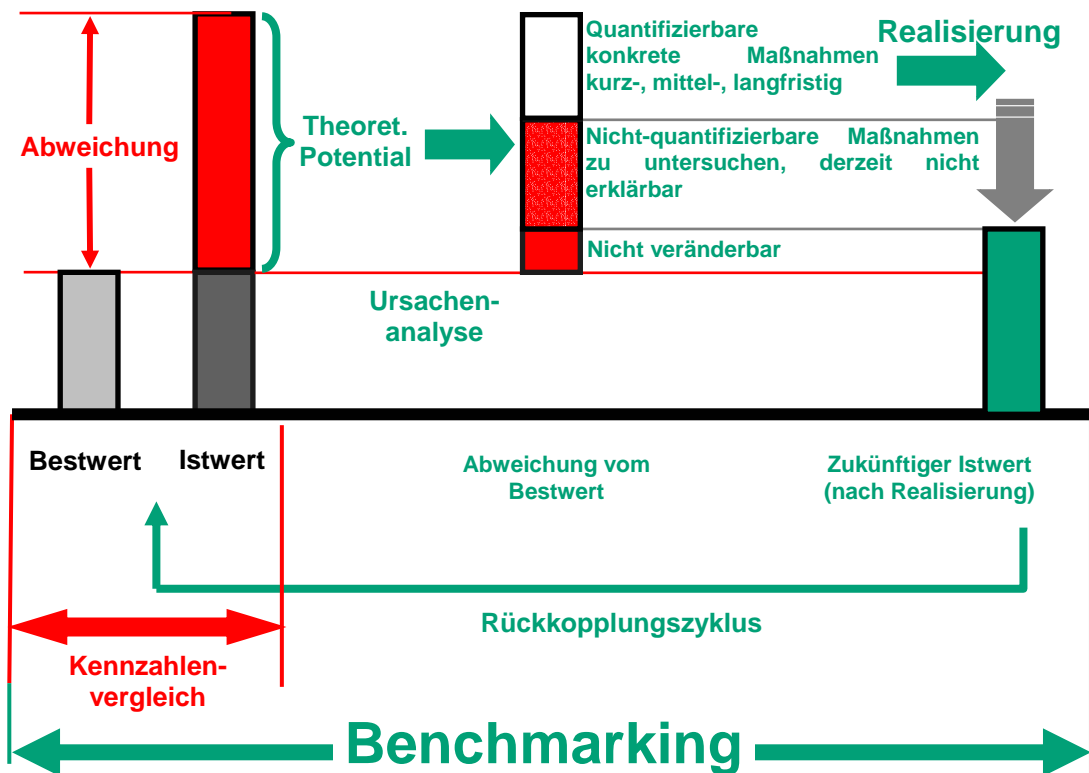 Quantifizierbare
konkrete Maßnahmen
kurz-, mittel-, langfristig
Realisierung
Abweichung
Theoret.
Potential
Nicht-quantifizierbare Maßnahmen
zu untersuchen, derzeit nicht
erklärbar
Nicht veränderbar
Ursachen-
analyse
Bestwert
Istwert
Abweichung vom
Bestwert
Zukünftiger Istwert
(nach Realisierung)
Rückkopplungszyklus
Kennzahlen-
vergleich
Benchmarking